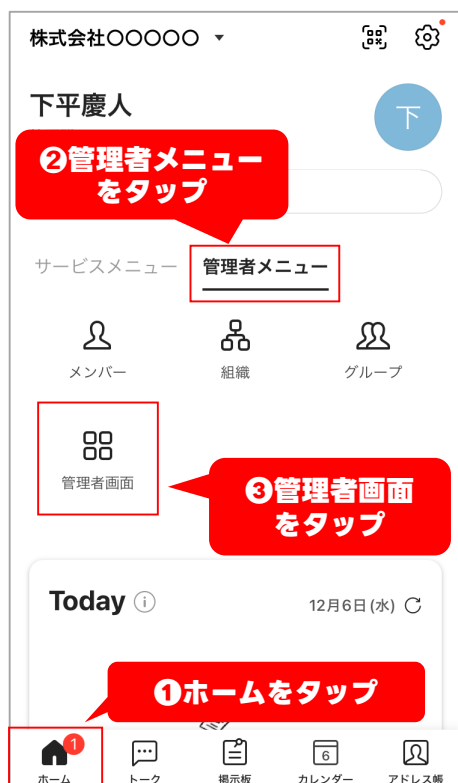 株式会社○○○○○ ▼
下平慶人
下
❷管理者メニュー
をタップ
サービスメニュー
管理者メニュー
メンバー
組織
グループ
管理者画面
❸管理者画面
をタップ
Today
12月6日(水)
❶ホームをタップ
1
6
ホーム
トーク
掲示板
カレンダー
アドレス帳